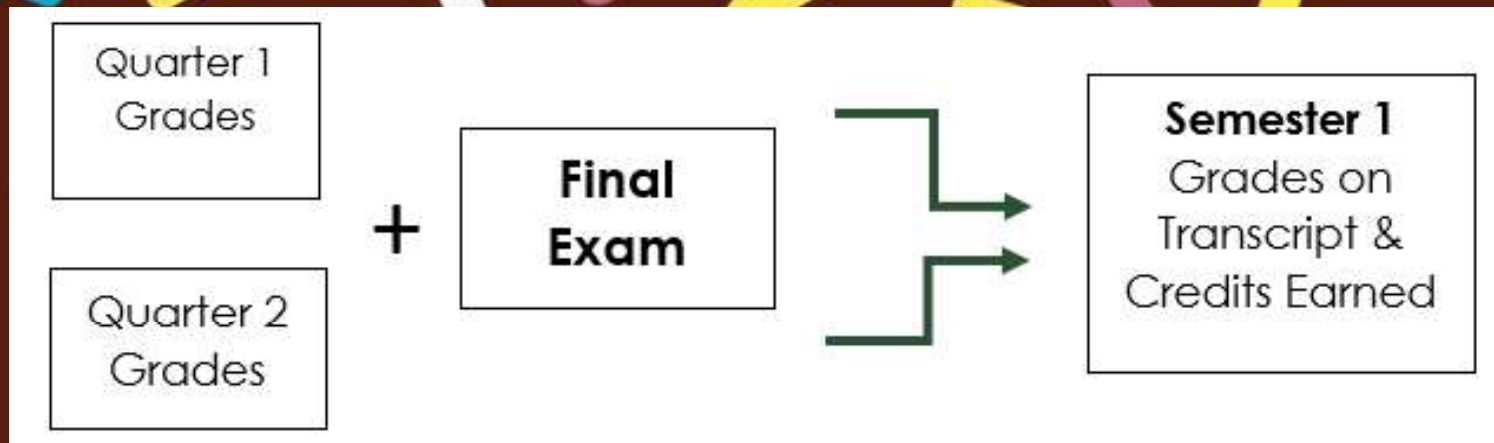 Quarter 1
Grades
Quarter 2
Grades
+
Final
Exam
Semester 1
Grades on
Transcript &
Credits Earned